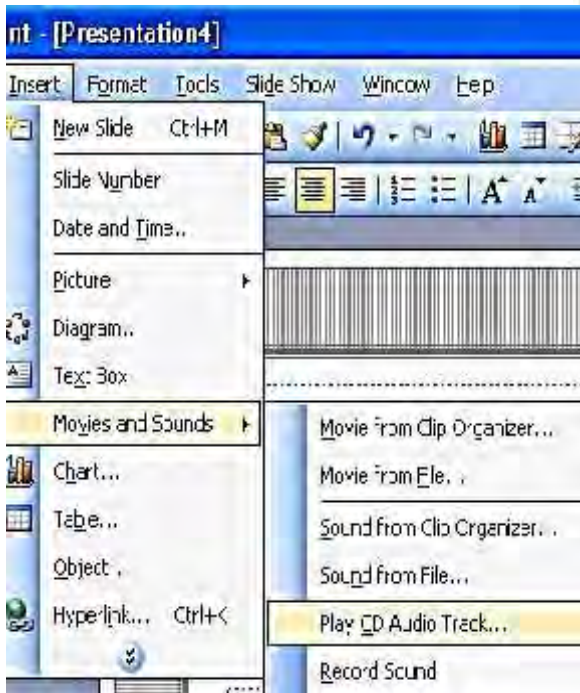 nt - [Presentation4]
Insert Format Tools Slide Show Window Help
New Slide Ctrl+M
Slide Number
Date and Time...
Picture
Diagram...
Text Box
Movies and Sounds
Movie from Clip Organizer...
Chart...
Movie from File...
Table...
Sound from Clip Organizer...
Object...
Sound from File...
Hyperlink... Ctrl+K
Play CD Audio Track...
Record Sound